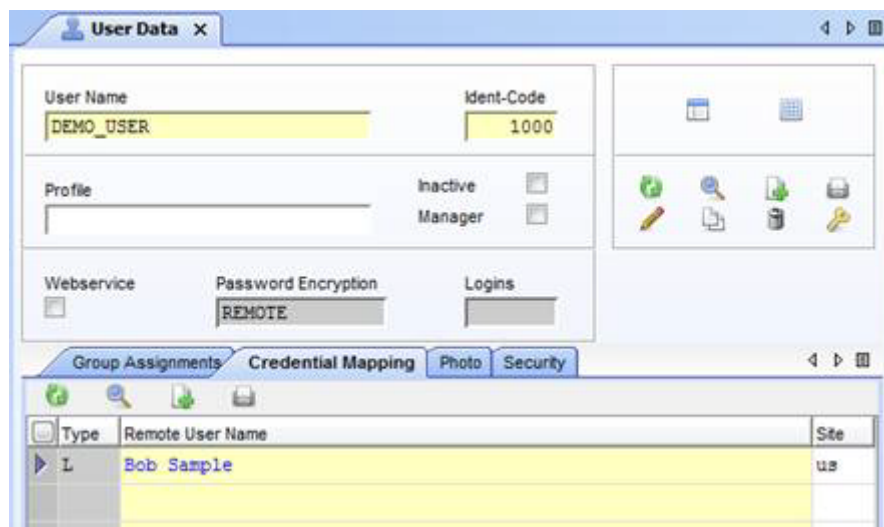 User Data X
User Name
Ident-Code
DEMO_USER
1000
Profile
Inactive
Manager
Webservice
Password Encryption
Logins
REMOTE
Group Assignments
Credential Mapping
Photo
Security
Type
Remote User Name
Site
L
Bob Sample
us